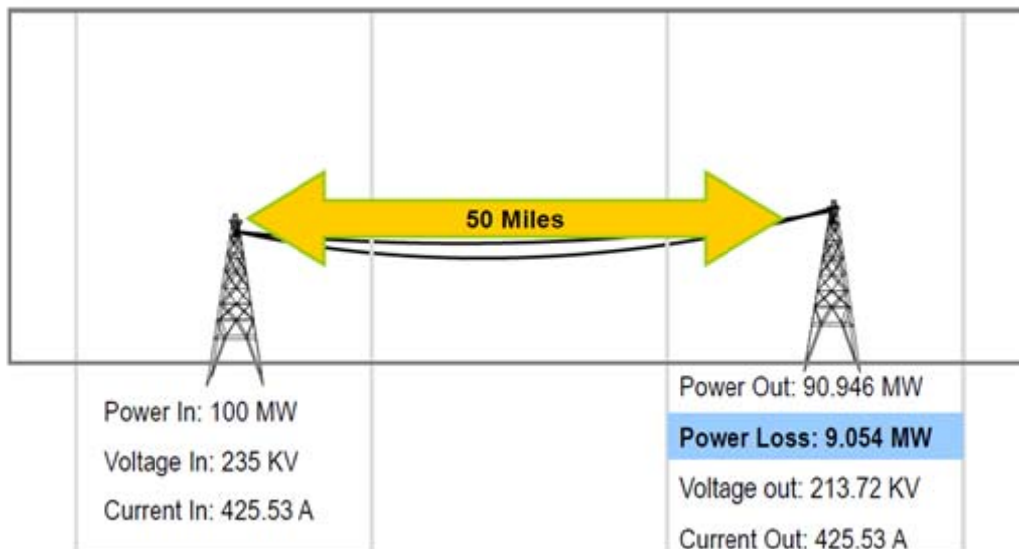 50 Miles
Power In: 100 MW
Voltage In: 235 KV
Current In: 425.53 A
Power Out: 90.946 MW
Power Loss: 9.054 MW
Voltage out: 213.72 KV
Current Out: 425.53 A